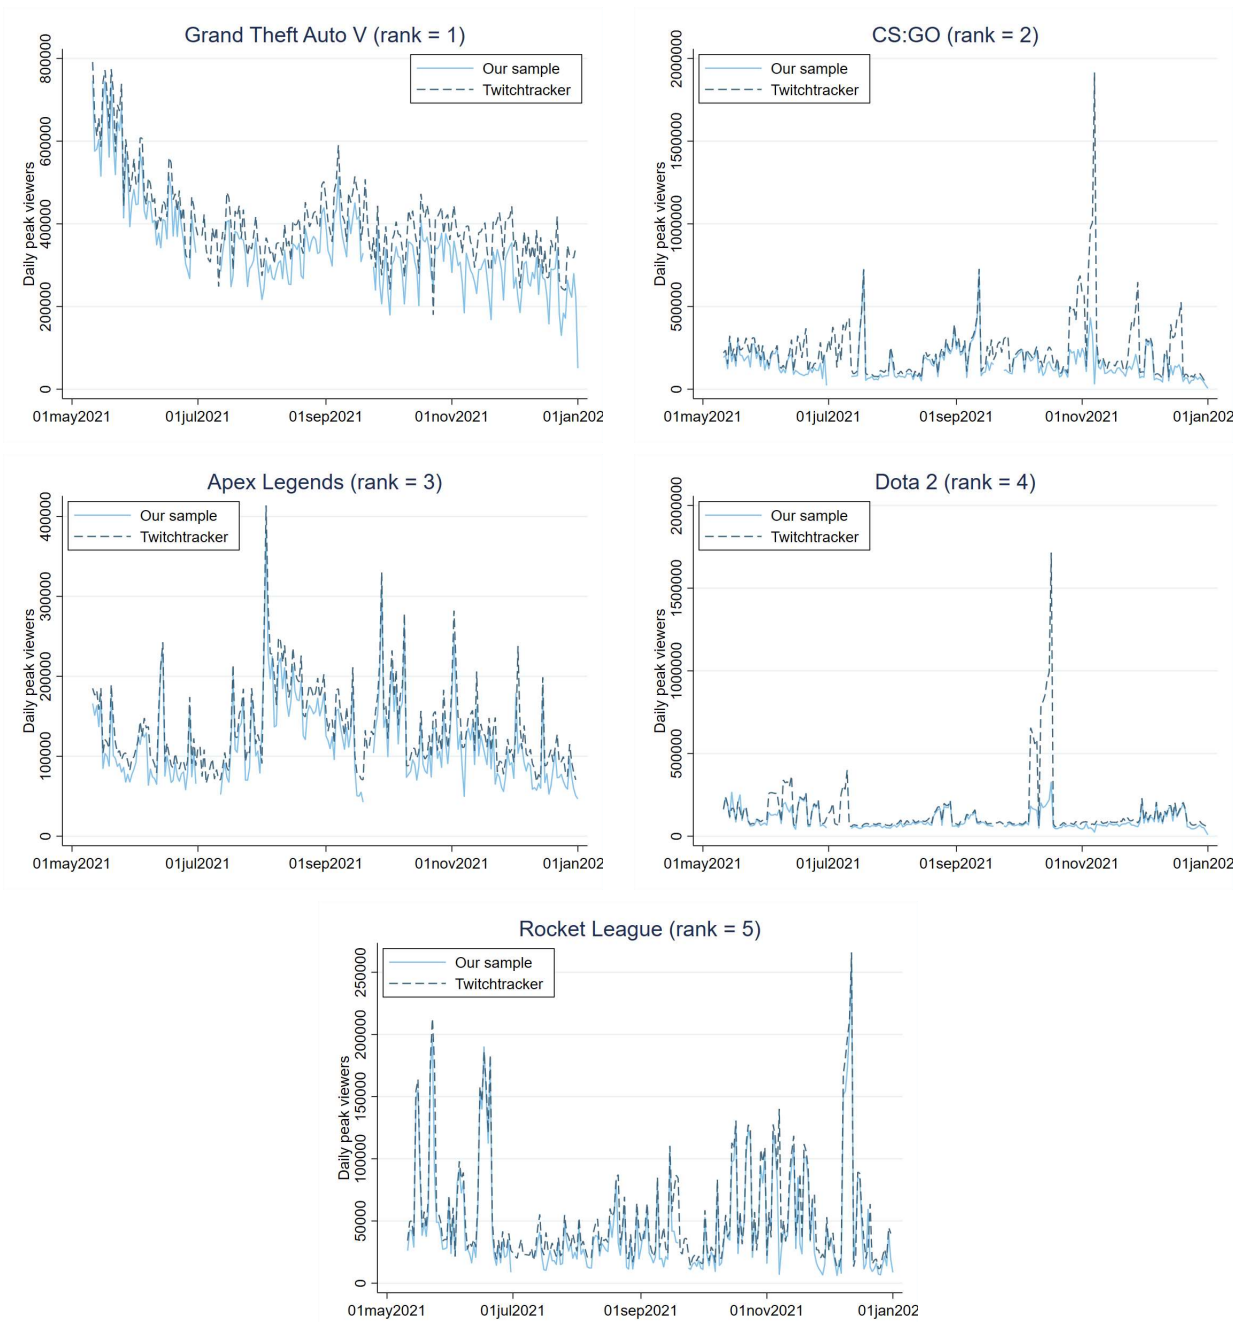 Grand Theft Auto V (rank = 1)
Our sample
Twitchtracker
Daily peak viewers
800000
600000
400000
200000
0
01may2021 01jul2021 01sep2021 01nov2021 01jan202
CS:GO (rank = 2)
Our sample
Twitchtracker
Daily peak viewers
2000000
1500000
1000000
500000
0
01may2021 01jul2021 01sep2021 01nov2021 01jan202
Apex Legends (rank = 3)
Our sample
Twitchtracker
Daily peak viewers
400000
300000
200000
100000
0
01may2021 01jul2021 01sep2021 01nov2021 01jan202
Dota 2 (rank = 4)
Our sample
Twitchtracker
Daily peak viewers
2000000
1500000
1000000
500000
0
01may2021 01jul2021 01sep2021 01nov2021 01jan202
Rocket League (rank = 5)
Our sample
Twitchtracker
Daily peak viewers
250000
200000
150000
100000
50000
0
01may2021 01jul2021 01sep2021 01nov2021 01jan202